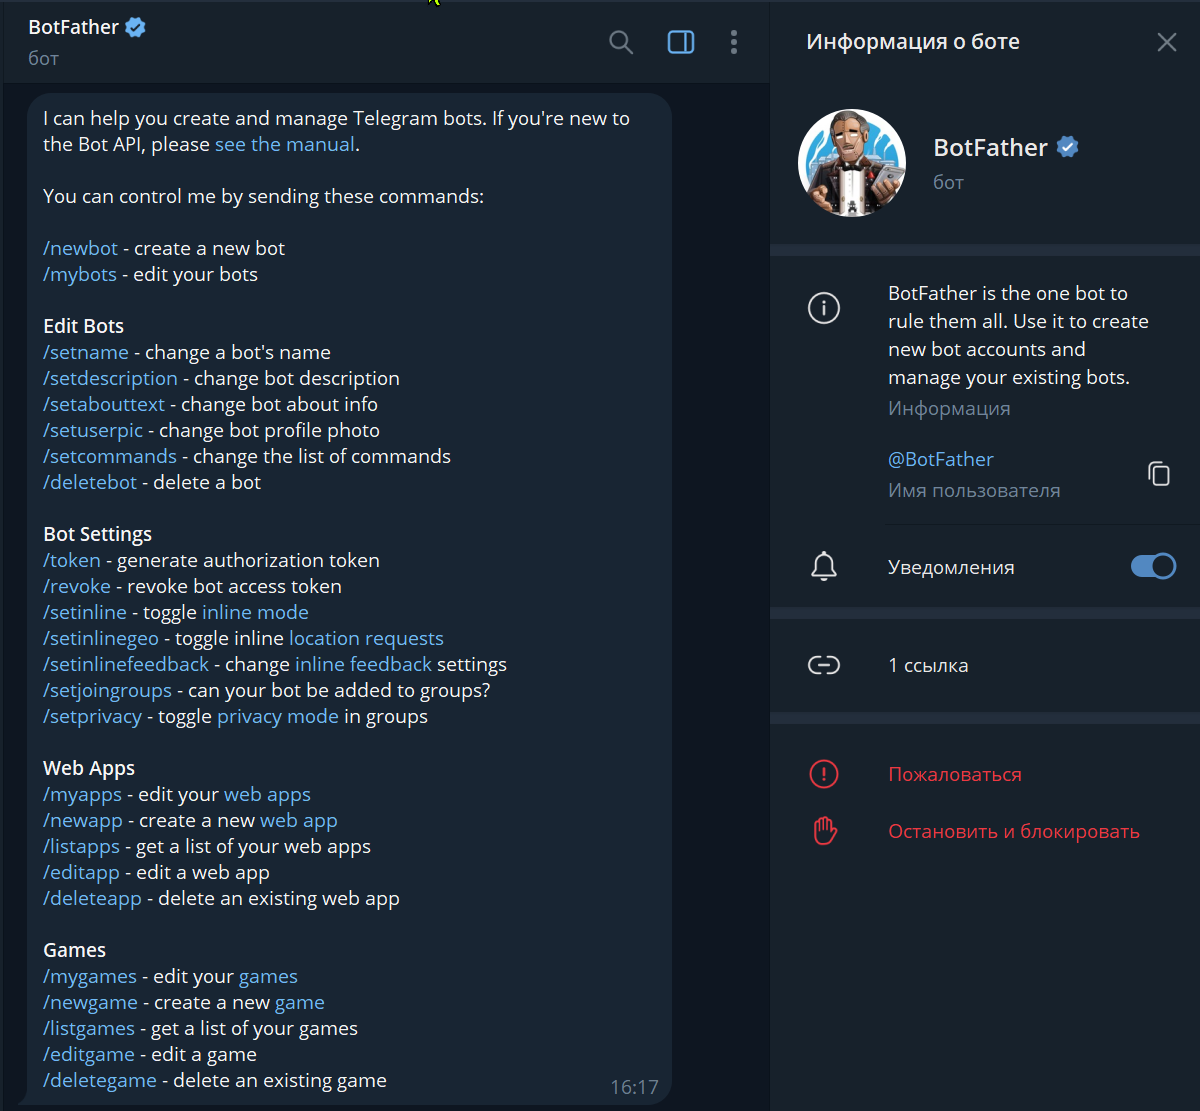 BotFather
бот
I can help you create and manage Telegram bots. If you're new to
the Bot API, please see the manual.
You can control me by sending these commands:
/newbot - create a new bot
/mybots - edit your bots
Edit Bots
/setname - change a bot's name
/setdescription - change bot description
/setabouttext - change bot about info
/setuserpic - change bot profile photo
/setcommands - change the list of commands
/deletebot - delete a bot
Bot Settings
/token - generate authorization token
/revoke - revoke bot access token
/setinline - toggle inline mode
/setinlinegeo - toggle inline location requests
/setinlinefeedback - change inline feedback settings
/setjoingroups - can your bot be added to groups?
/setprivacy - toggle privacy mode in groups
Web Apps
/myapps - edit your web apps
/newapp - create a new web app
/listapps - get a list of your web apps
/editapp - edit a web app
/deleteapp - delete an existing web app
Games
/mygames - edit your games
/newgame - create a new game
/listgames - get a list of your games
/editgame - edit a game
/deletegame - delete an existing game
16:17
Информация о боте
BotFather
бот
BotFather is the one bot to
rule them all. Use it to create
new bot accounts and
manage your existing bots.
Информация
@BotFather
Имя пользователя
Уведомления
1 ссылка
Пожаловаться
Остановить и блокировать